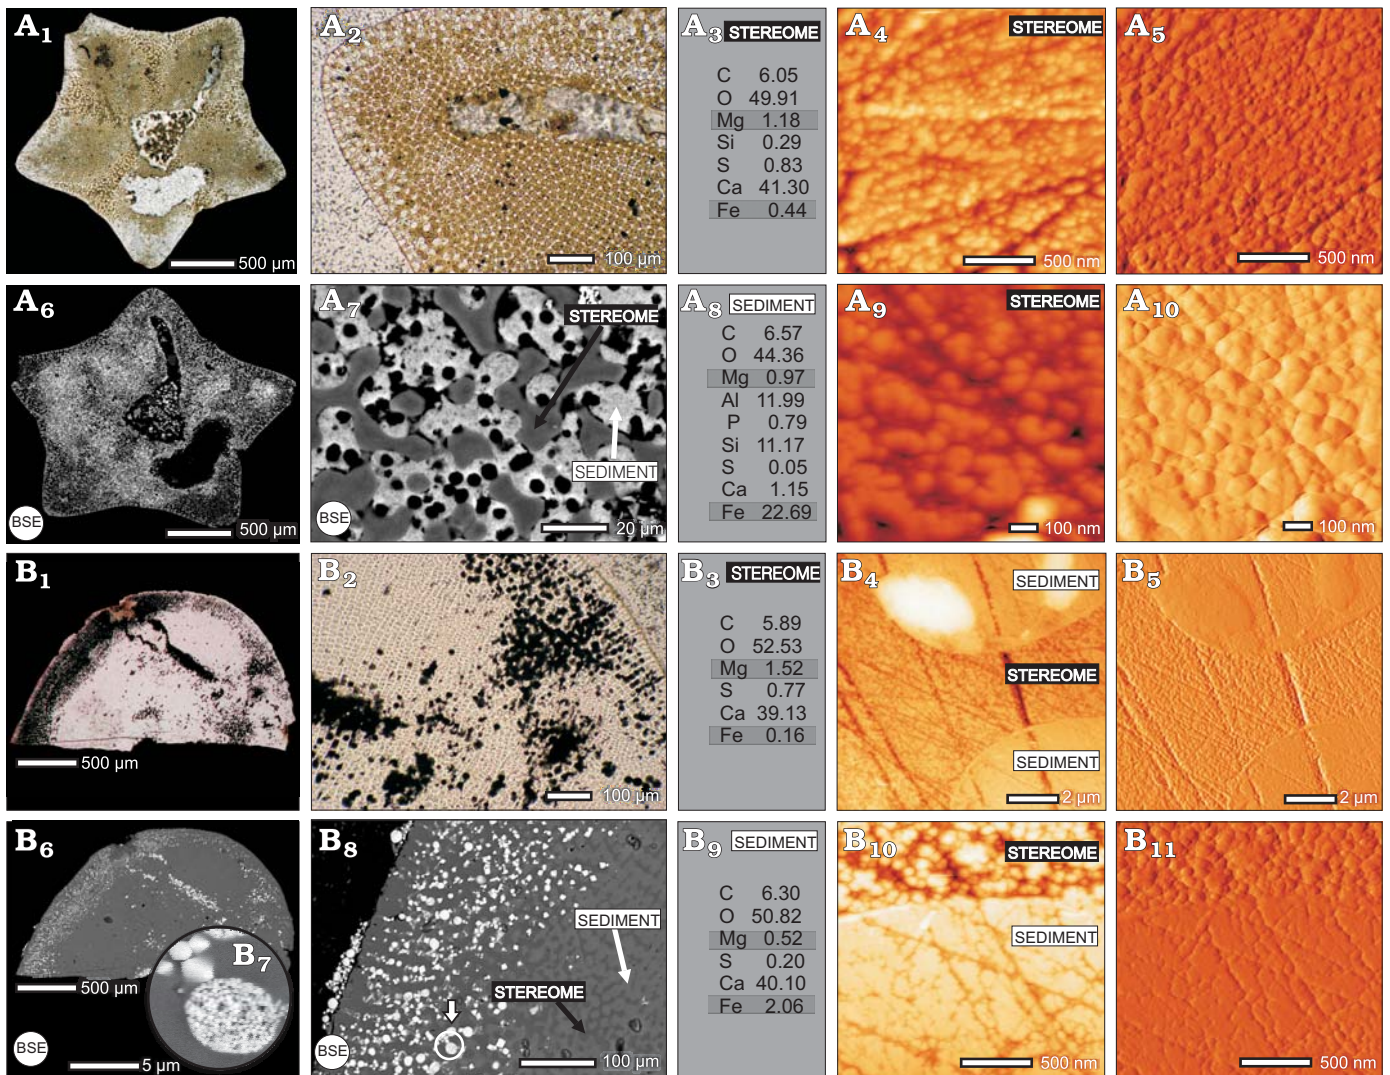 A1
500 µm
A2
100 µm
A3 STEREOME
C 6.05
O 49.91
Mg 1.18
Si 0.29
S 0.83
Ca 41.30
Fe 0.44
A4 STEREOME
500 nm
A5
500 nm
A6
BSE
500 µm
A7
STEREOME
SEDIMENT
BSE
20 µm
A8 SEDIMENT
C 6.57
O 44.36
Mg 0.97
Al 11.99
P 0.79
Si 11.17
S 0.05
Ca 1.15
Fe 22.69
A9 STEREOME
100 nm
A10
100 nm
B1
500 µm
B2
100 µm
B3 STEREOME
C 5.89
O 52.53
Mg 1.52
S 0.77
Ca 39.13
Fe 0.16
B4 SEDIMENT
STEREOME
SEDIMENT
2 µm
B5
2 µm
B6
B7
500 µm
BSE
5 µm
B8
SEDIMENT
STEREOME
BSE
100 µm
B9 SEDIMENT
C 6.30
O 50.82
Mg 0.52
S 0.20
Ca 40.10
Fe 2.06
B10 STEREOME
SEDIMENT
500 nm
B11
500 nm